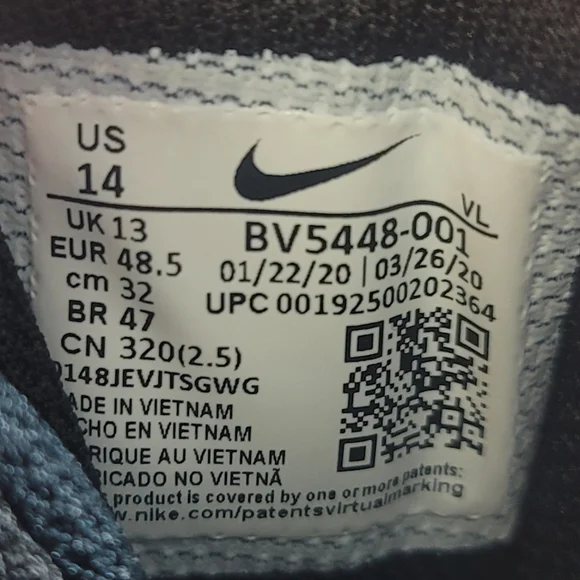 US
14
VL
UK 13
BV5448-001
EUR 48.5
01/22/20 | 03/26/20
cm 32
UPC 00192500202364
BR 47
CN 320(2.5)
0148JEVJTSGWG
ADE IN VIETNAM
CHO EN VIETNAM
RIQUE AU VIETNAM
RICADO NO VIETNÃ
product is covered by one or more patents:
w.nike.com/patentsvirtualmarking